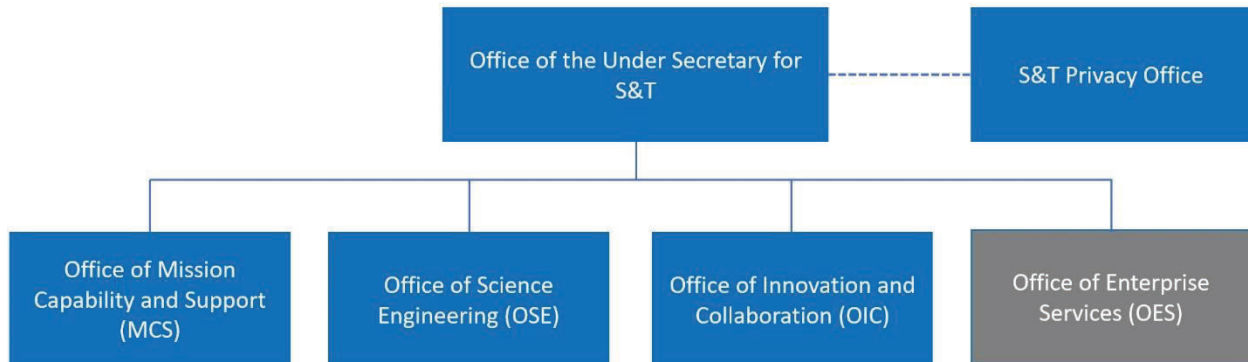 Office of the Under Secretary for
S&T
S&T Privacy Office
Office of Mission
Capability and Support
(MCS)
Office of Science
Engineering (OSE)
Office of Innovation and
Collaboration (OIC)
Office of Enterprise
Services (OES)